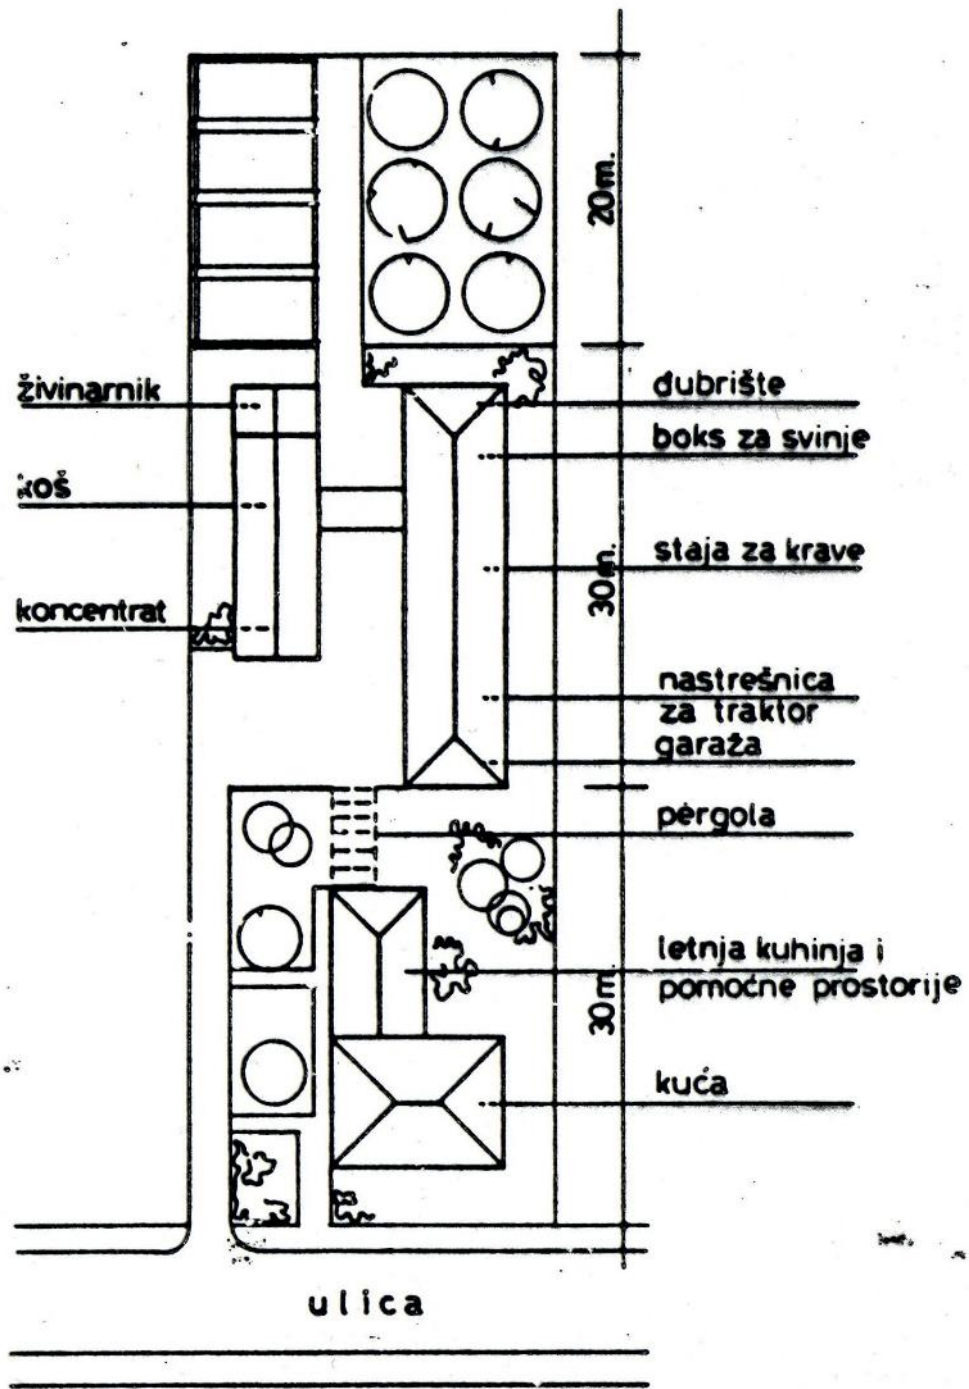 20m.
živinarnik
koš
koncentrat
đubrište
boks za svinje
staja za krave
30m.
nastrešnica
za traktor
garaža
pergola
letnja kuhinja i
pomoćne prostorije
30m.
kuća
ulica